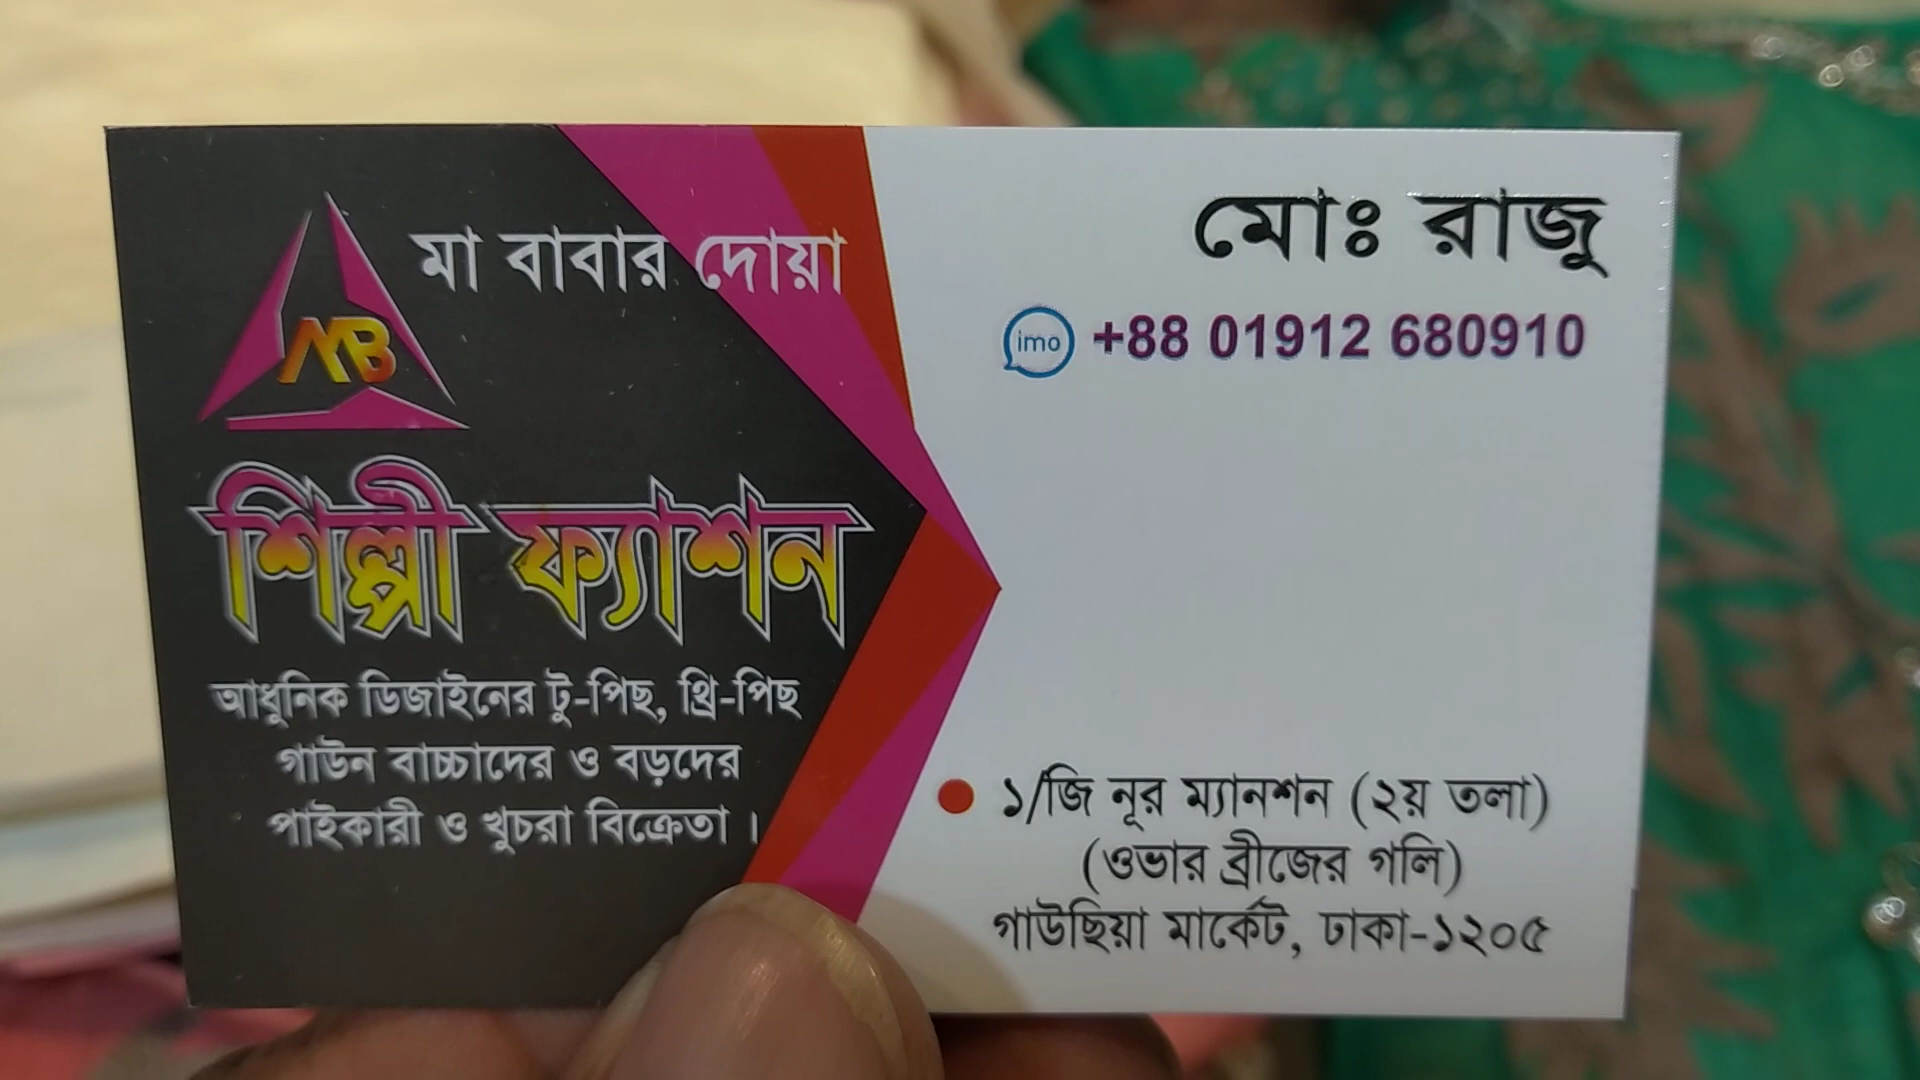 মা বাবার দোয়া
MB
শিল্পী ফ্যাশন
আধুনিক ডিজাইনের টু-পিছ, থ্রি-পিছ
গাউন বাচ্চাদের ও বড়দের
পাইকারী ও খুচরা বিক্রেতা।
মোঃ রাজু
imo +88 01912 680910
১/জি নূর ম্যানশন (২য় তলা)
(ওভার ব্রীজের গলি)
গাউছিয়া মার্কেট, ঢাকা-১২০৫